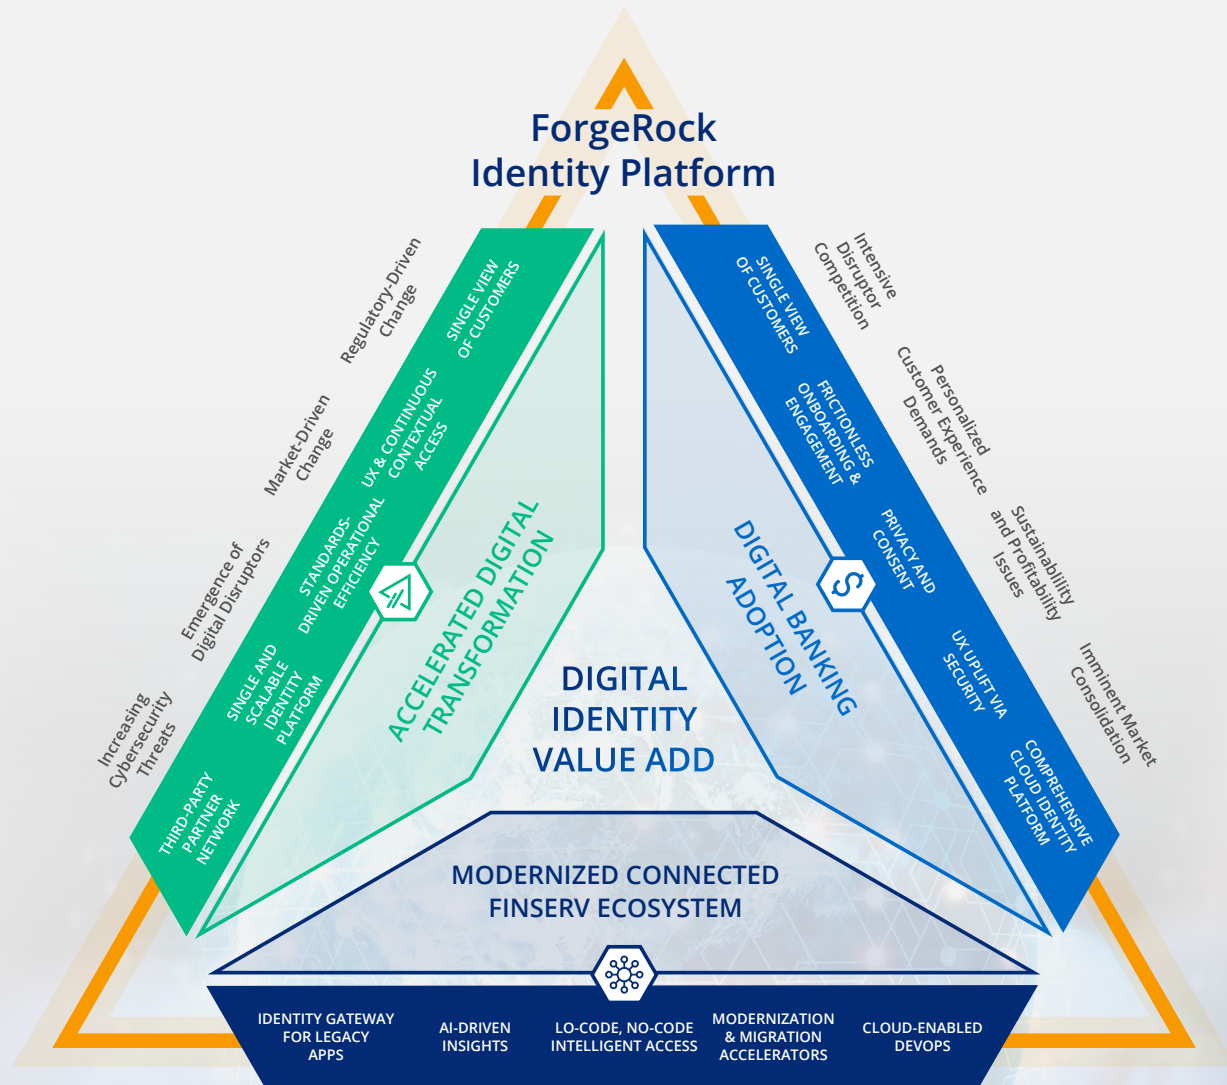 ForgeRock
Identity Platform
Regulatory-Driven
Change
Market-Driven
Change
Emergence of
Digital Disruptors
Increasing
Cybersecurity
Threats
SINGLE VIEW
OF CUSTOMERS
UX & CONTINUOUS
CONTEXTUAL
ACCESS
STANDARDS-
DRIVEN OPERATIONAL
EFFICIENCY
SINGLE AND
SCALABLE
IDENTITY
PLATFORM
THIRD-PARTY
PARTNER
NETWORK
ACCELERATED DIGITAL
TRANSFORMATION
DIGITAL
IDENTITY
VALUE ADD
DIGITAL BANKING
ADOPTION
SINGLE VIEW
OF CUSTOMERS
FRICTIONLESS
ONBOARDING &
ENGAGEMENT
PRIVACY AND
CONSENT
UX UPLIFT VIA
SECURITY
COMPREHENSIVE
CLOUD IDENTITY
PLATFORM
Intensive
Disruptor
Competition
Personalized
Customer Experience
Demands
Sustainability
and Profitability
Issues
Imminent Market
Consolidation
MODERNIZED CONNECTED
FINSERV ECOSYSTEM
IDENTITY GATEWAY
FOR LEGACY
APPS
AI-DRIVEN
INSIGHTS
LO-CODE, NO-CODE
INTELLIGENT ACCESS
MODERNIZATION
& MIGRATION
ACCELERATORS
CLOUD-ENABLED
DEVOPS